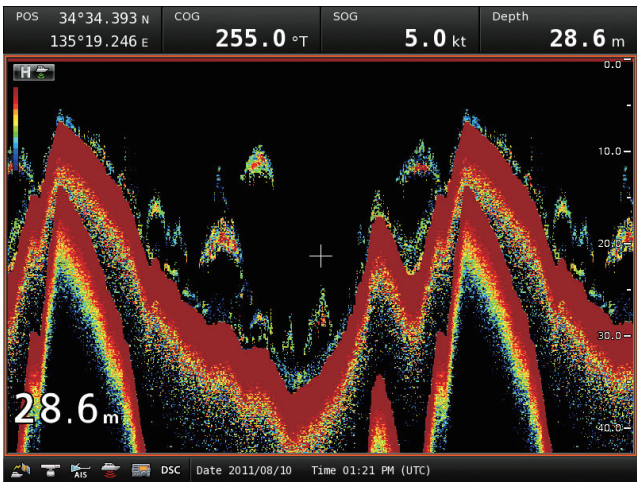 POS 34°34.393 N
135°19.246 E
COG
255.0 °T
SOG
5.0 kt
Depth
28.6 m
H
0.0
10.0
20.0
30.0
40.0
28.6m
AIS
DSC
Date 2011/08/10 Time 01:21 PM (UTC)